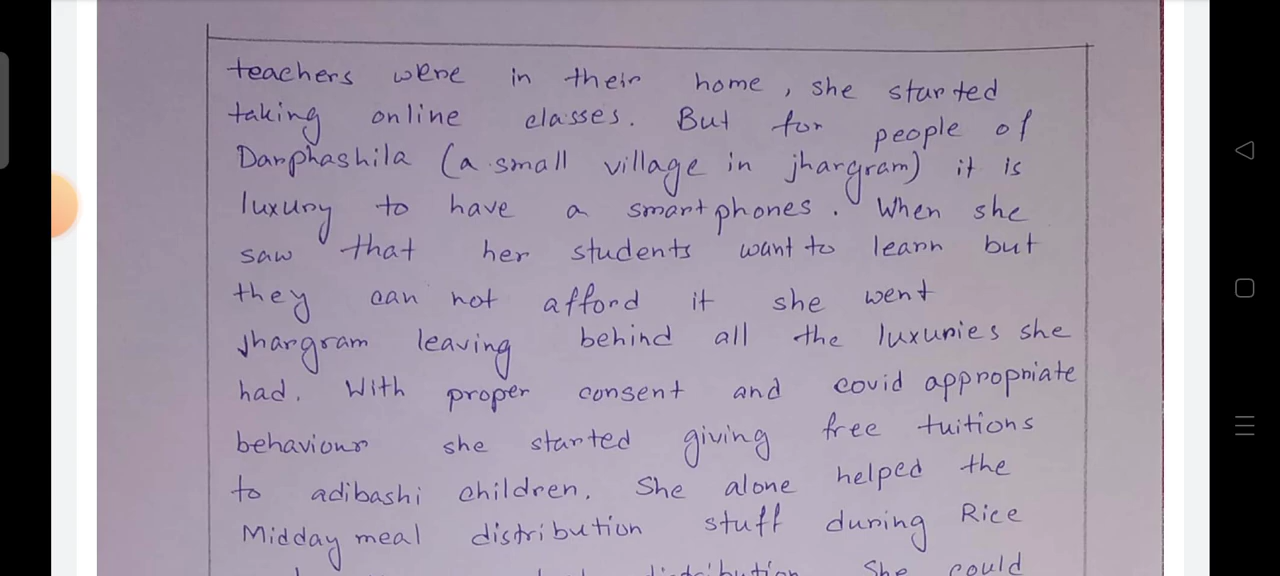 teachers were in their home, she started
taking online classes. But for people of
Darphashila (a small village in jhargram) it is
luxury to have a smartphones. When she
saw that her students want to learn but
they can not afford it she went
jhargram leaving behind all the luxuries she
had. With proper consent and covid appropriate
behaviour she started giving free tuitions
to adibashi children. She alone helped the
Midday meal distribution stuff during Rice
distribution. She could